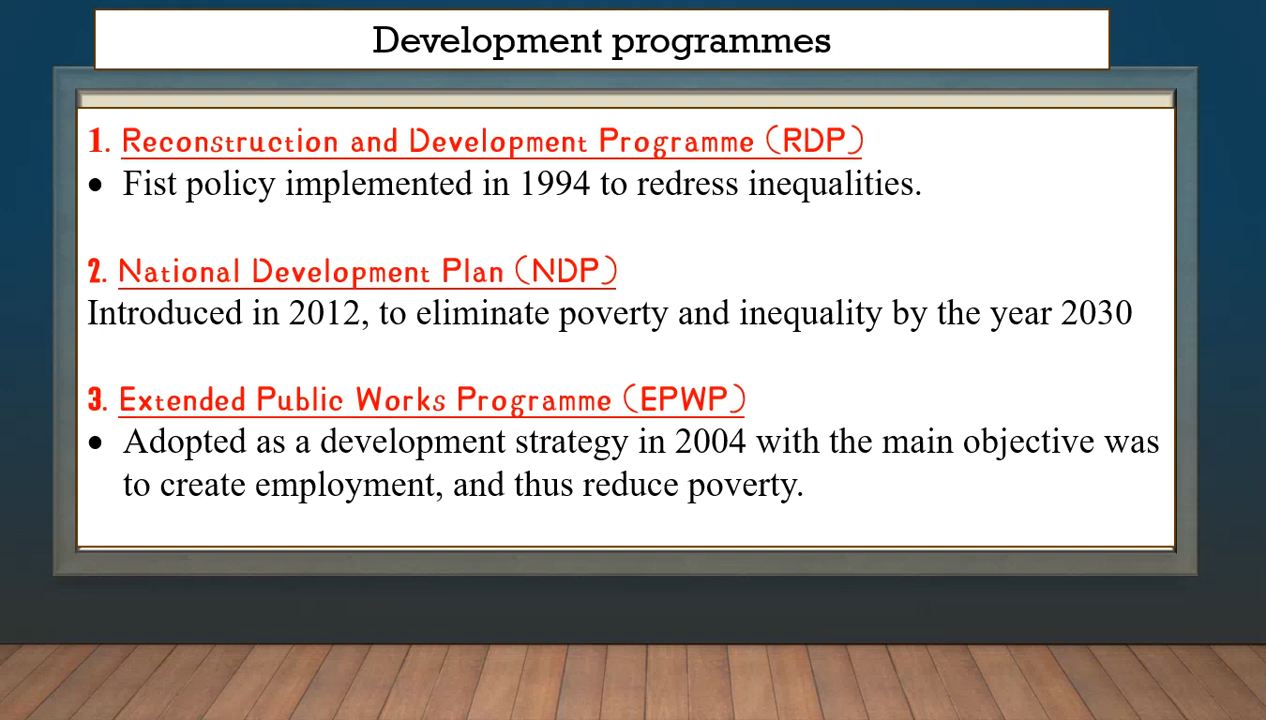 Development programmes
1. Reconstruction and Development Programme (RDP)
• Fist policy implemented in 1994 to redress inequalities.
2. National Development Plan (NDP)
Introduced in 2012, to eliminate poverty and inequality by the year 2030
3. Extended Public Works Programme (EPWP)
• Adopted as a development strategy in 2004 with the main objective was
to create employment, and thus reduce poverty.